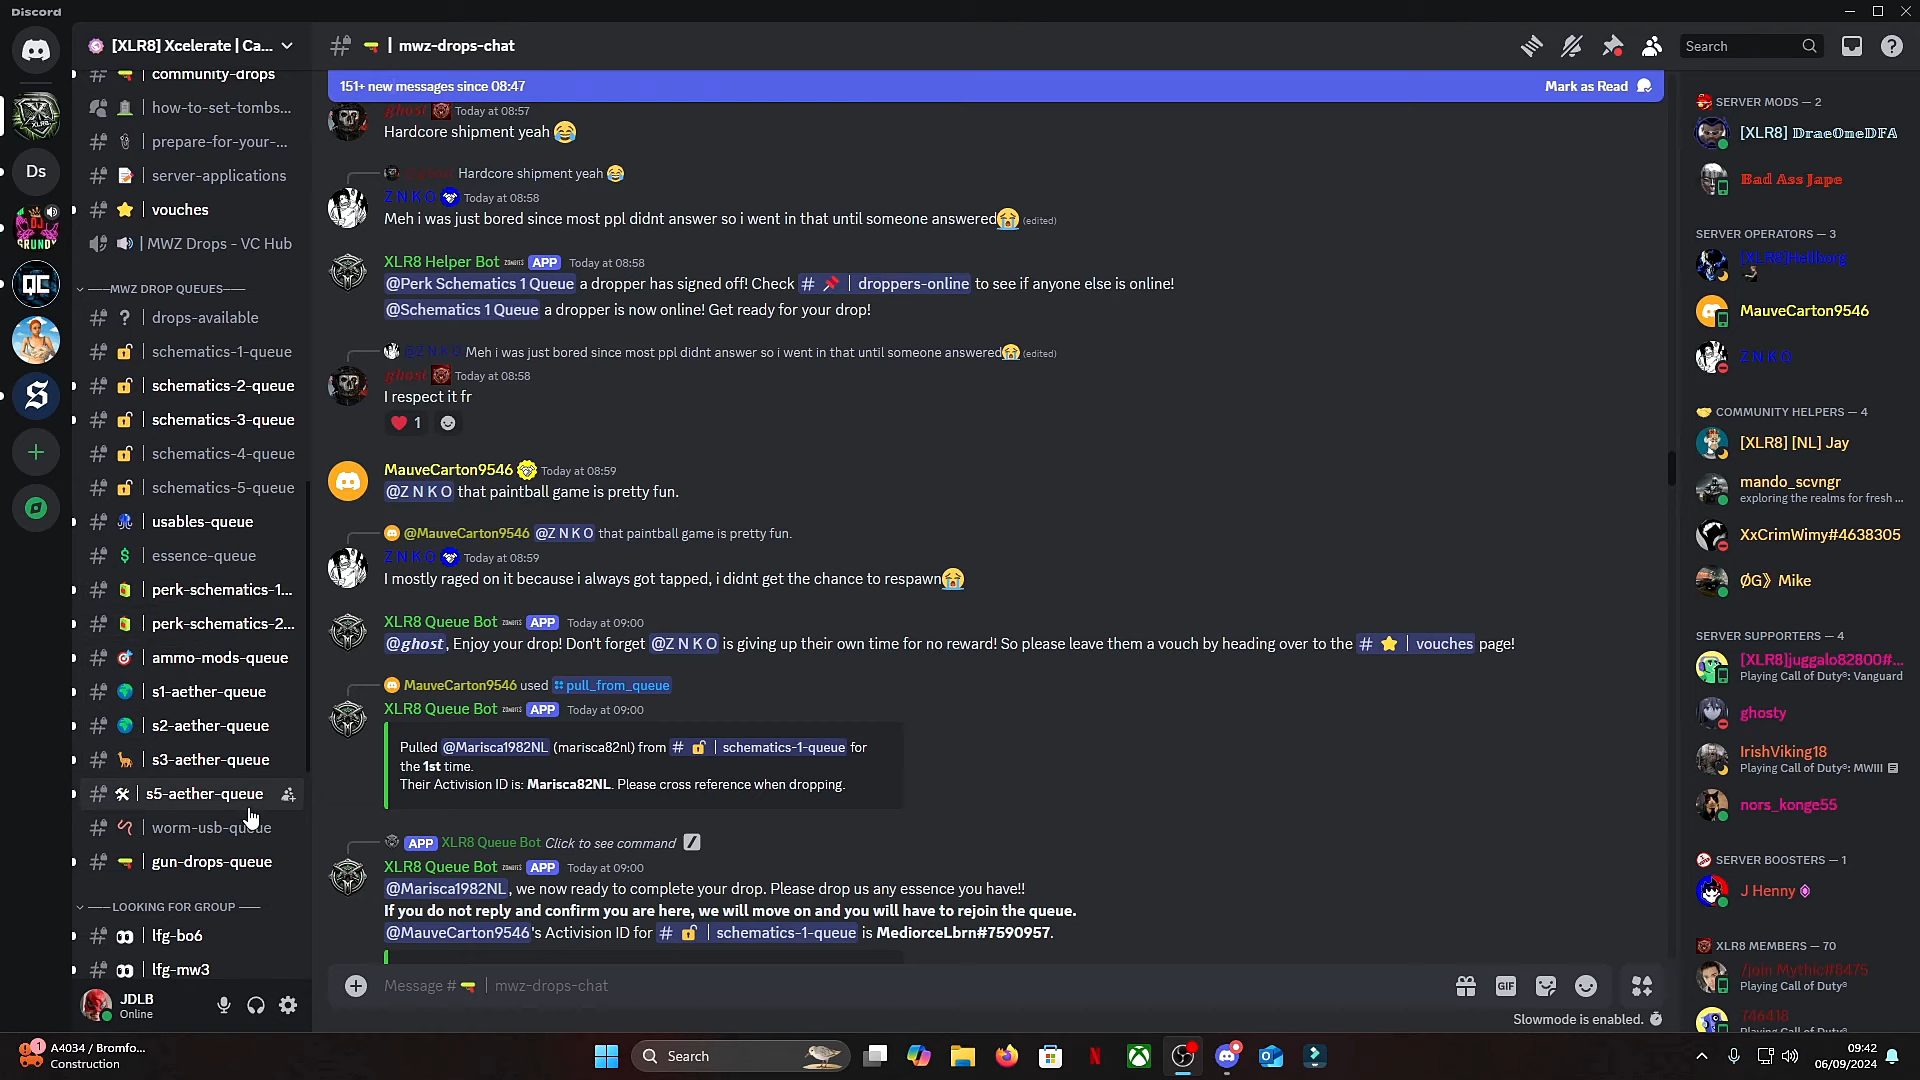 Discord
[XLR8] Xcelerate | Ca...
community-drops
how-to-set-tombs...
prepare-for-your-...
server-applications
vouches
MWZ Drops - VC Hub
——MWZ DROP QUEUES——
drops-available
schematics-1-queue
schematics-2-queue
schematics-3-queue
schematics-4-queue
schematics-5-queue
usables-queue
essence-queue
perk-schematics-1...
perk-schematics-2...
ammo-mods-queue
s1-aether-queue
s2-aether-queue
s3-aether-queue
s5-aether-queue
worm-usb-queue
gun-drops-queue
——LOOKING FOR GROUP——
lfg-bo6
lfg-mw3
JDLB
Online
Ds
QC
| mwz-drops-chat
Search
151+ new messages since 08:47
Mark as Read
ghost Today at 08:57
Hardcore shipment yeah 😂
@ghost Hardcore shipment yeah 😂
Z N K O Today at 08:58
Meh i was just bored since most ppl didnt answer so i went in that until someone answered😭 (edited)
XLR8 Helper Bot APP Today at 08:58
@Perk Schematics 1 Queue a dropper has signed off! Check # 📌 | droppers-online to see if anyone else is online!
@Schematics 1 Queue a dropper is now online! Get ready for your drop!
@Z N K O Meh i was just bored since most ppl didnt answer so i went in that until someone answered😭 (edited)
ghost Today at 08:58
I respect it fr
❤️ 1
MauveCarton9546 Today at 08:59
@Z N K O that paintball game is pretty fun.
@MauveCarton9546 @Z N K O that paintball game is pretty fun.
Z N K O Today at 08:59
I mostly raged on it because i always got tapped, i didnt get the chance to respawn😭
XLR8 Queue Bot APP Today at 09:00
@ghost, Enjoy your drop! Don't forget @Z N K O is giving up their own time for no reward! So please leave them a vouch by heading over to the # ⭐ | vouches page!
MauveCarton9546 used pull_from_queue
XLR8 Queue Bot APP Today at 09:00
Pulled @Marisca1982NL (marisca82nl) from # 🔓 | schematics-1-queue for
the 1st time.
Their Activision ID is: Marisca82NL. Please cross reference when dropping.
APP XLR8 Queue Bot Click to see command
XLR8 Queue Bot APP Today at 09:00
@Marisca1982NL, we now ready to complete your drop. Please drop us any essence you have!!
If you do not reply and confirm you are here, we will move on and you will have to rejoin the queue.
@MauveCarton9546's Activision ID for # 🔓 | schematics-1-queue is MediorceLbrn#7590957.
Message # | mwz-drops-chat
GIF
Slowmode is enabled.
SERVER MODS — 2
[XLR8] DraeOneDFA
Bad Ass Jape
SERVER OPERATORS — 3
[XLR8]Hellborg
MauveCarton9546
Z N K O
COMMUNITY HELPERS — 4
[XLR8] [NL] Jay
mando_scvngr
exploring the realms for fresh ...
XxCrimWimy#4638305
ØG》 Mike
SERVER SUPPORTERS — 4
[XLR8]juggalo82800#...
Playing Call of Duty®: Vanguard
ghosty
IrishViking18
Playing Call of Duty®: MWIII
nors_konge55
SERVER BOOSTERS — 1
J Henny
XLR8 MEMBERS — 70
/join Mythic#8475
Playing Call of Duty®
746418
Playing Call of Duty®
1
A4034 / Bromfo...
Construction
Search
09:42
06/09/2024